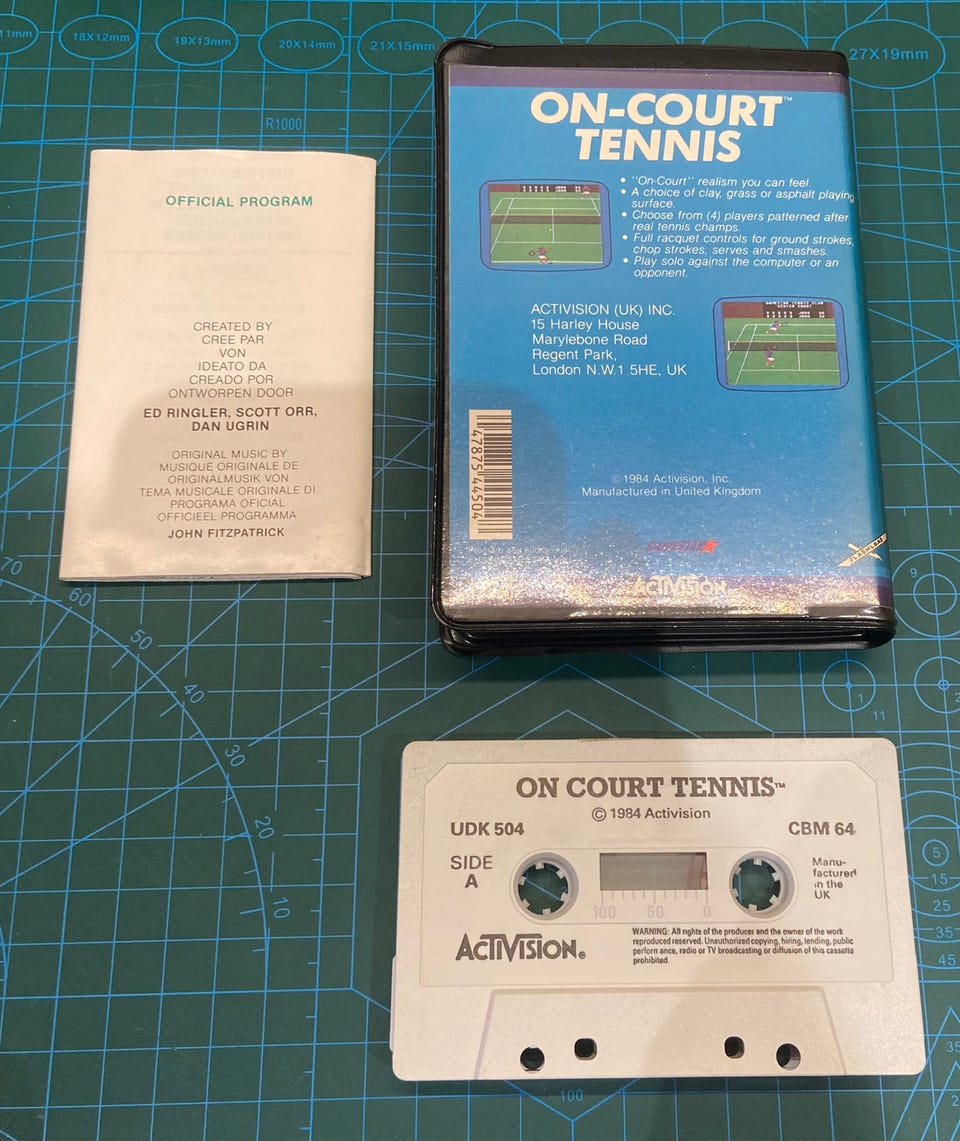 11mm
18X12mm
19X13mm
20X14mm
21X15mm
27X19mm
R1000
OFFICIAL PROGRAM
CREATED BY
CREE PAR
VON
IDEATO DA
CREADO POR
ONTWORPEN DOOR
ED RINGLER, SCOTT ORR,
DAN UGRIN
ORIGINAL MUSIC BY
MUSIQUE ORIGINALE DE
ORIGINALMUSIK VON
TEMA MUSICALE ORIGINALE DI
PROGRAMA OFICIAL
OFFICIEEL PROGRAMMA
JOHN FITZPATRICK
ON-COURT™
TENNIS
• "On-Court" realism you can feel.
• A choice of clay, grass or asphalt playing
surface.
• Choose from (4) players patterned after
real tennis champs.
• Full racquet controls for ground strokes,
chop strokes, serves and smashes.
• Play solo against the computer or an
opponent.
ACTIVISION (UK) INC.
15 Harley House
Marylebone Road
Regent Park,
London N.W.1 5HE, UK
47875 44504
© 1984 Activision, Inc.
Manufactured in United Kingdom
GAMESTAR
FLASHLOAD
ACTIVISION
70
60
50
40
30
20
10
9
1
11
5
15
25
35
45
35
100
ON COURT TENNIS™
© 1984 Activision
UDK 504
CBM 64
SIDE
A
Manu-
factured
in the
UK
100 50 0
ACTIVISION®
WARNING: All rights of the producer and the owner of the work
reproduced reserved. Unauthorized copying, hiring, lending, public
perform ance, radio or TV broadcasting or diffusion of this cassette
prohibited.